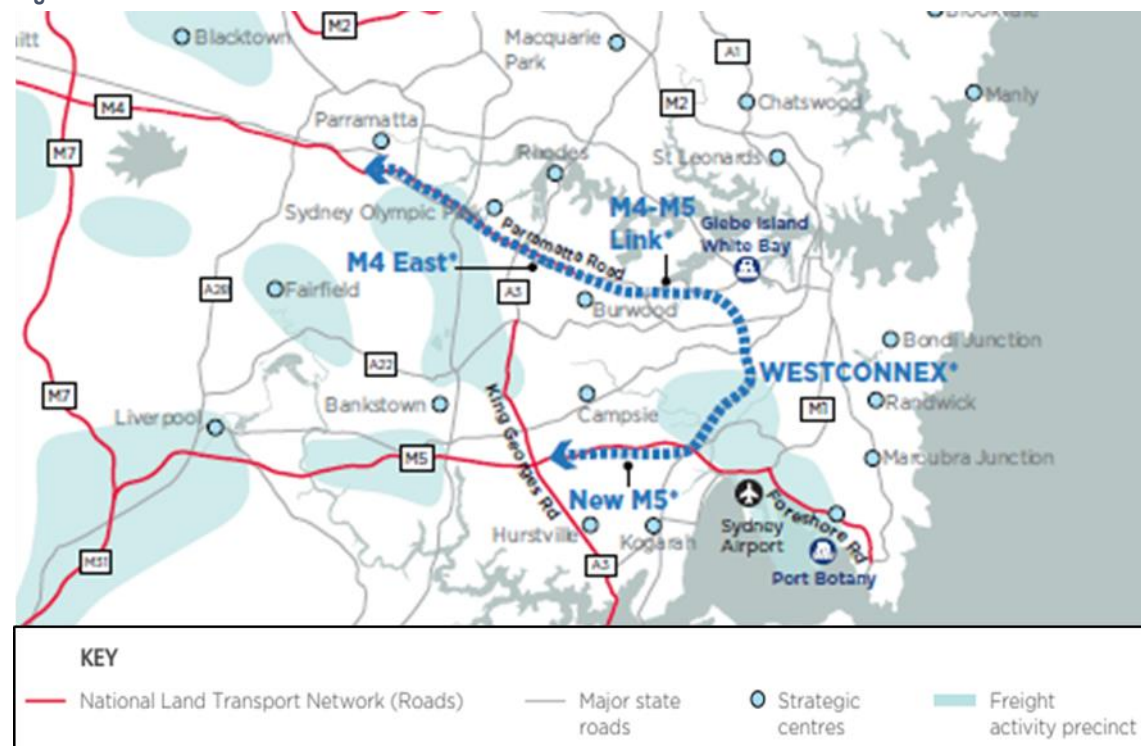 Blacktown
M2
Macquarie
Park
A1
M4
M2
Chatswood
Manly
Parramatta
M7
Rhodes
St Leonards
Sydney Olympic
Parramatta Road
M4-M5
Link*
Glebe Island
White Bay
M4 East*
A28
Fairfield
A3
Burwood
Bondi Junction
A22
WESTCONNEX*
M7
Bankstown
King Georges Rd
Campsie
M1
Randwick
Liverpool
M5
Maroubra Junction
New M5*
Hurstville
Kogarah
Sydney
Airport
Foreshore Rd
M31
A3
Port Botany
KEY
National Land Transport Network (Roads)
Major state
roads
Strategic
centres
Freight
activity precinct